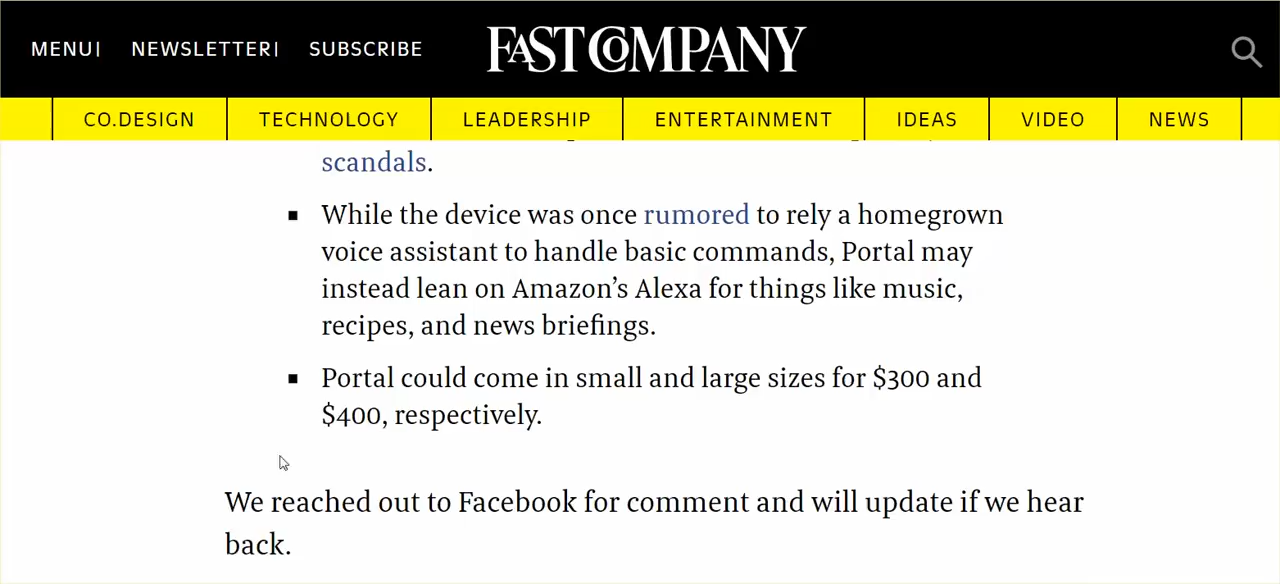 MENU NEWSLETTER SUBSCRIBE FAST COMPANY
CO.DESIGN TECHNOLOGY LEADERSHIP ENTERTAINMENT IDEAS VIDEO NEWS
scandals.
While the device was once rumored to rely a homegrown
voice assistant to handle basic commands, Portal may
instead lean on Amazon’s Alexa for things like music,
recipes, and news briefings.
Portal could come in small and large sizes for $300 and
$400, respectively.
We reached out to Facebook for comment and will update if we hear
back.